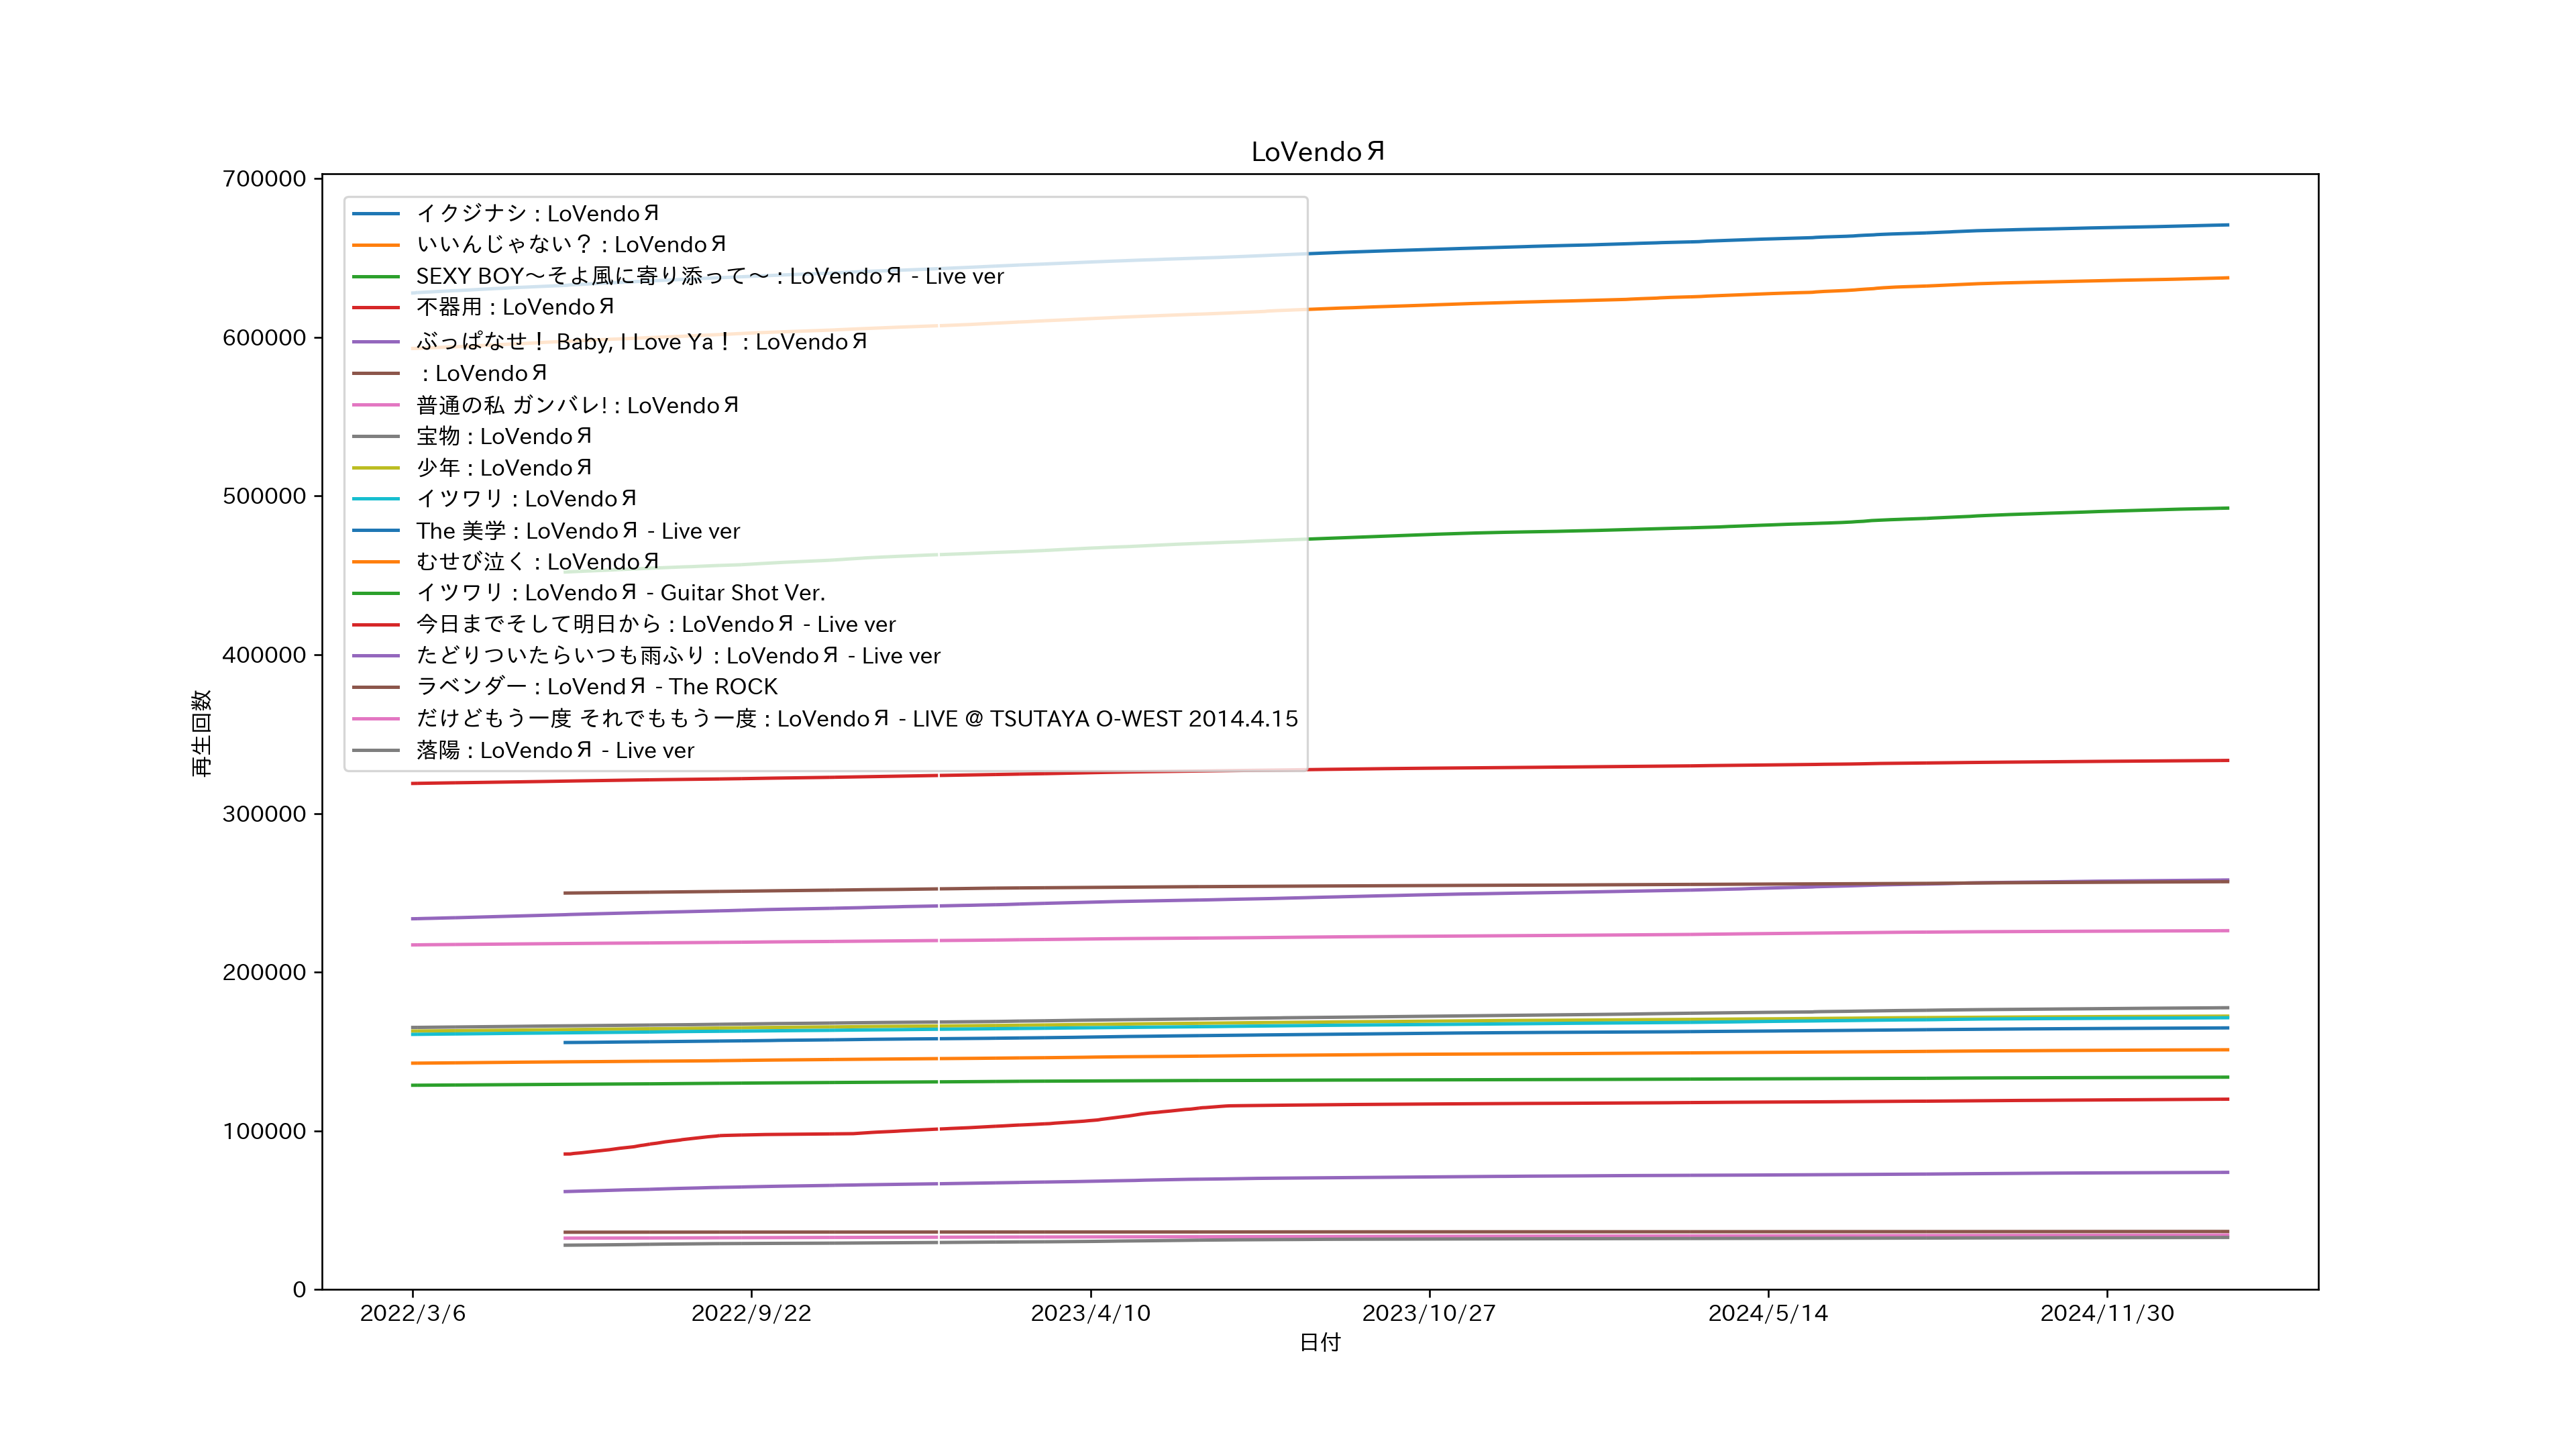 LoVendoЯ
700000
600000
500000
400000
300000
200000
100000
0
再生回数
イクジナシ : LoVendoЯ
いいんじゃない？ : LoVendoЯ
SEXY BOY～そよ風に寄り添って～ : LoVendoЯ - Live ver
不器用 : LoVendoЯ
ぶっぱなせ！ Baby, I Love Ya！ : LoVendoЯ
: LoVendoЯ
普通の私 ガンバレ! : LoVendoЯ
宝物 : LoVendoЯ
少年 : LoVendoЯ
イツワリ : LoVendoЯ
The 美学 : LoVendoЯ - Live ver
むせび泣く : LoVendoЯ
イツワリ : LoVendoЯ - Guitar Shot Ver.
今日までそして明日から : LoVendoЯ - Live ver
たどりついたらいつも雨ふり : LoVendoЯ - Live ver
ラベンダー : LoVendЯ - The ROCK
だけどもう一度 それでももう一度 : LoVendoЯ - LIVE @ TSUTAYA O-WEST 2014.4.15
落陽 : LoVendoЯ - Live ver
2022/3/6 2022/9/22 2023/4/10 2023/10/27 2024/5/14 2024/11/30
日付